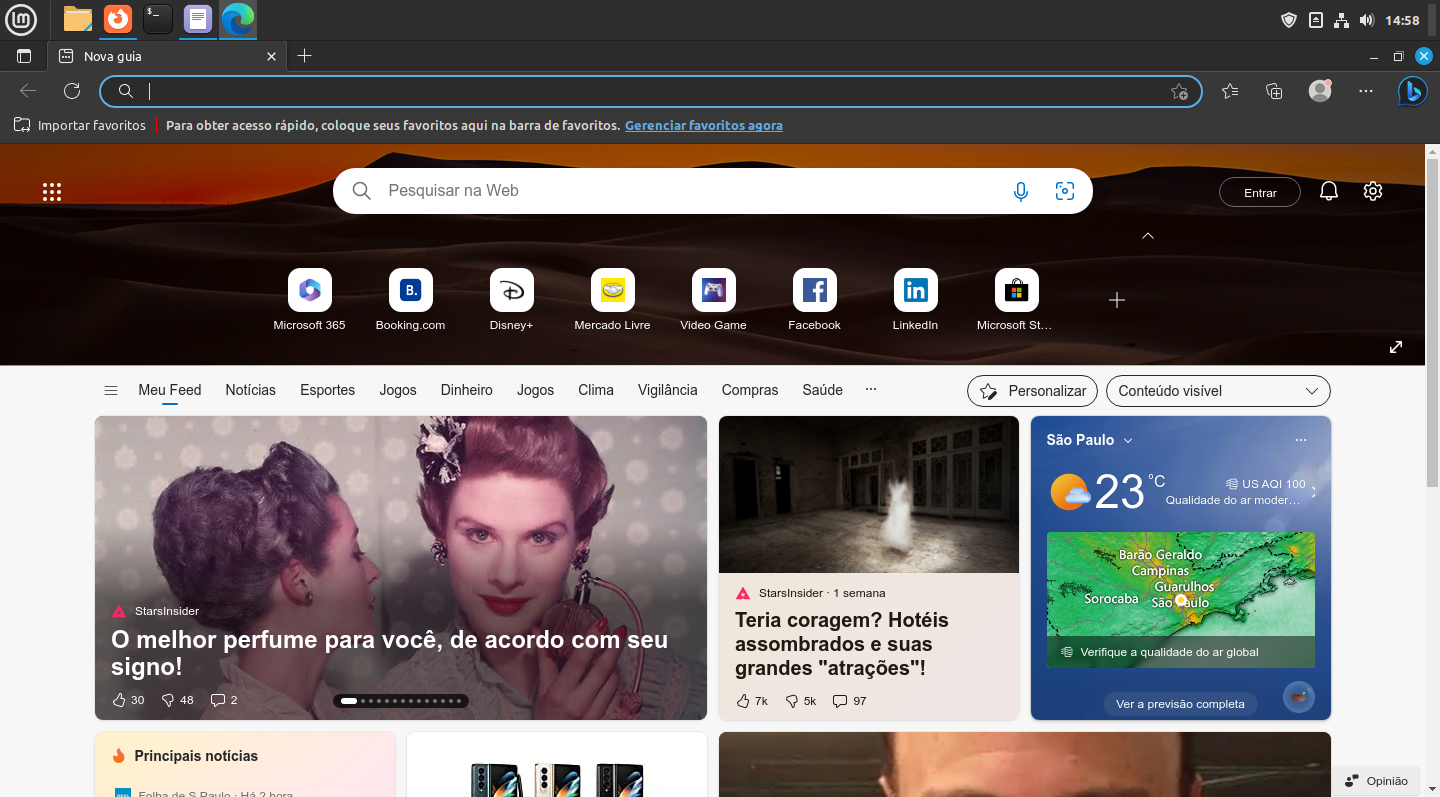 14:58
Nova guia
Importar favoritos
Para obter acesso rápido, coloque seus favoritos aqui na barra de favoritos. Gerenciar favoritos agora
Pesquisar na Web
Entrar
Microsoft 365
Booking.com
Disney+
Mercado Livre
Video Game
Facebook
LinkedIn
Microsoft St...
Meu Feed
Notícias
Esportes
Jogos
Dinheiro
Jogos
Clima
Vigilância
Compras
Saúde
Personalizar
Conteúdo visível
StarsInsider
O melhor perfume para você, de acordo com seu
signo!
30
48
2
StarsInsider · 1 semana
Teria coragem? Hotéis
assombrados e suas
grandes "atrações"!
7k
5k
97
São Paulo
23 °C
US AQI 100
Qualidade do ar moder...
Barão Geraldo
Campinas
Guarulhos
Sorocaba
São Paulo
Verifique a qualidade do ar global
Ver a previsão completa
Principais notícias
Folha de S.Paulo · Há 2 hora
Opinião